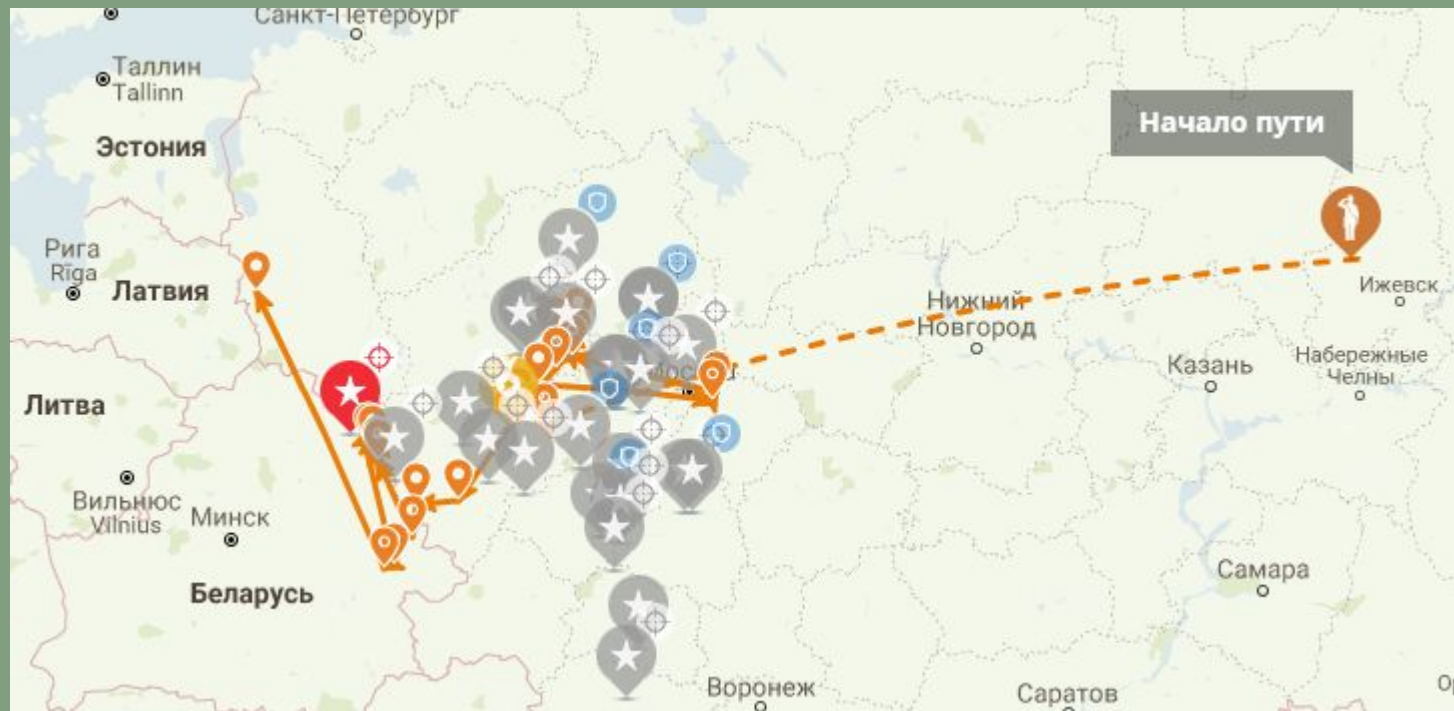 Санкт-Петербург
Таллин
Tallinn
Эстония
Начало пути
Рига
Rīga
Латвия
Ижевск
Нижний
Новгород
Казань
Набережные
Челны
Литва
Вильнюс
Vilnius
Минск
Беларусь
Самара
Воронеж
Саратов